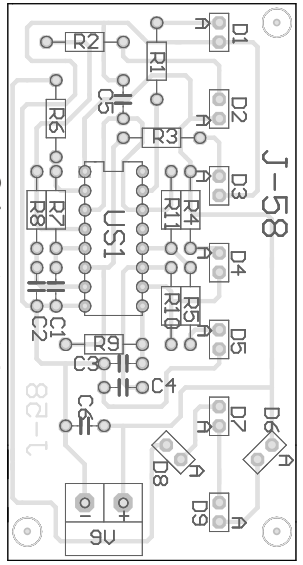 A
D1
R2
R1
C5
D2
A
R6
R3
D3
A
J-58
R8
R7
US1
R11
R4
D4
A
C2
C1
R10
R5
D5
A
R9
C3
C4
J-58
C6
D7
A
D6
A
D8
A
D9
A
-
+
9V